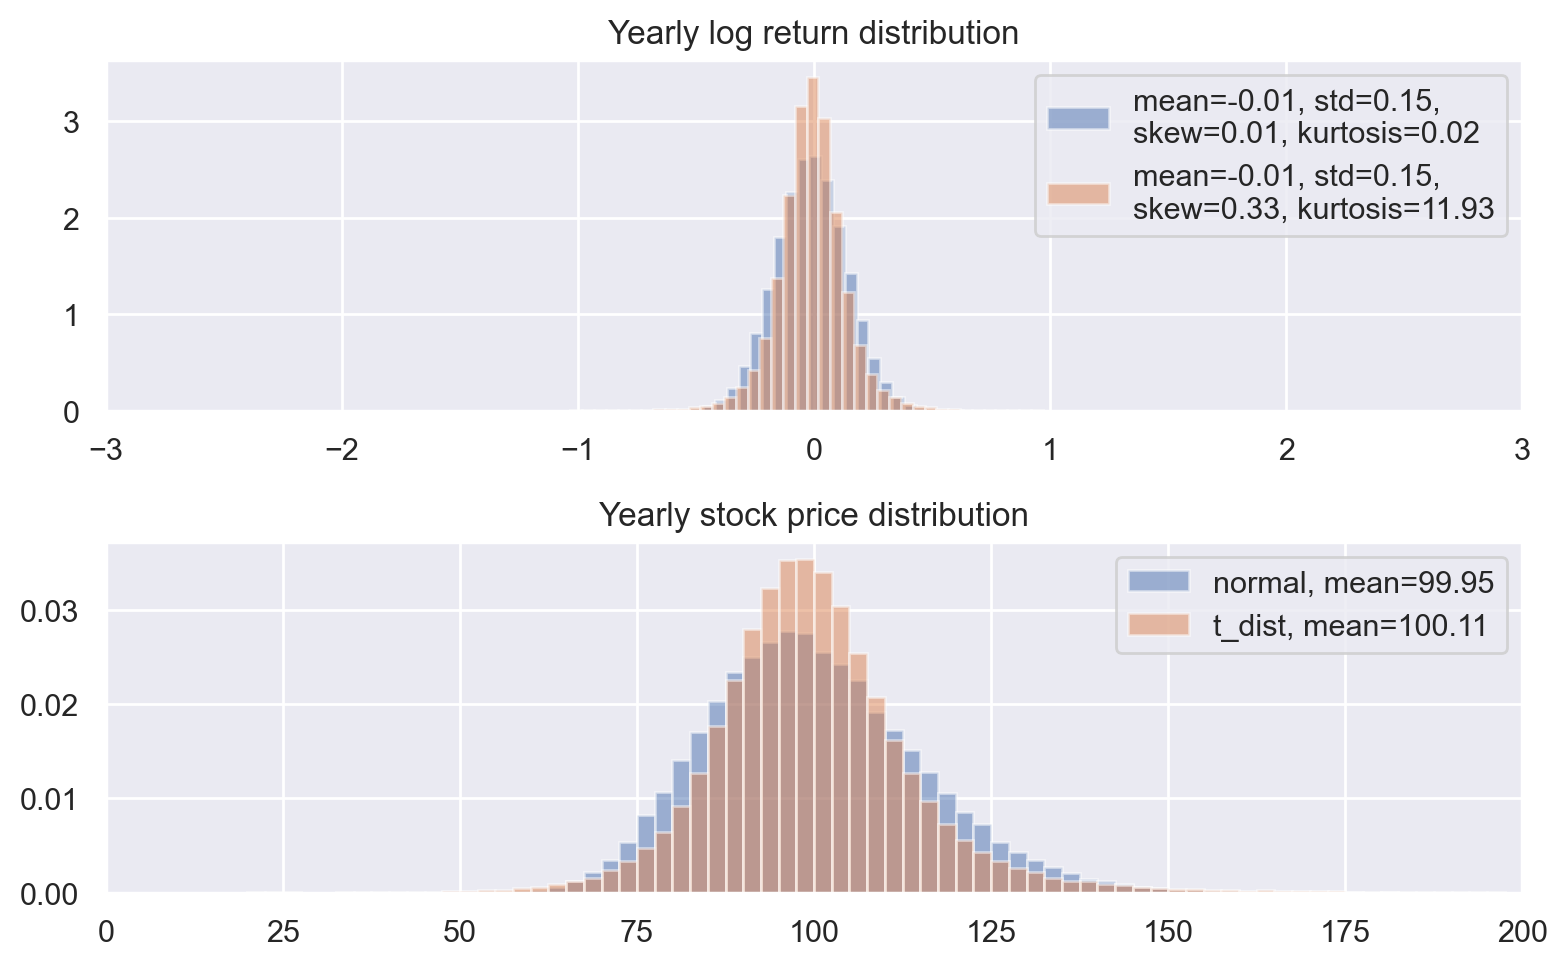 Yearly log return distribution
3
2
1
0
mean=-0.01, std=0.15,
skew=0.01, kurtosis=0.02
mean=-0.01, std=0.15,
skew=0.33, kurtosis=11.93
−3 −2 −1 0 1 2 3
Yearly stock price distribution
0.03
0.02
0.01
0.00
normal, mean=99.95
t_dist, mean=100.11
0 25 50 75 100 125 150 175 200